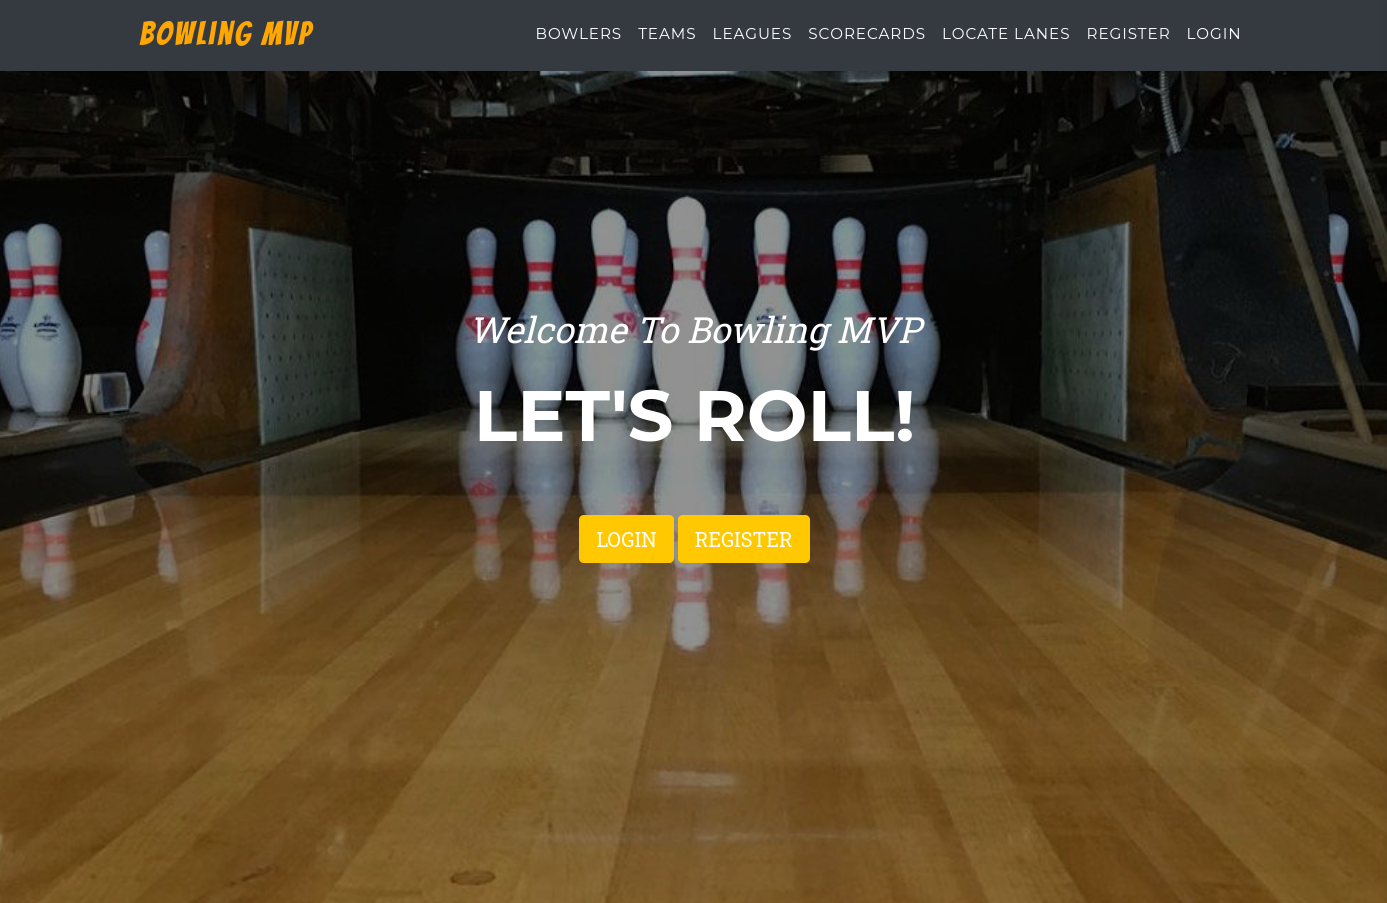 BOWLING MVP
BOWLERS TEAMS LEAGUES SCORECARDS LOCATE LANES REGISTER LOGIN
Welcome To Bowling MVP
LET'S ROLL!
LOGIN REGISTER